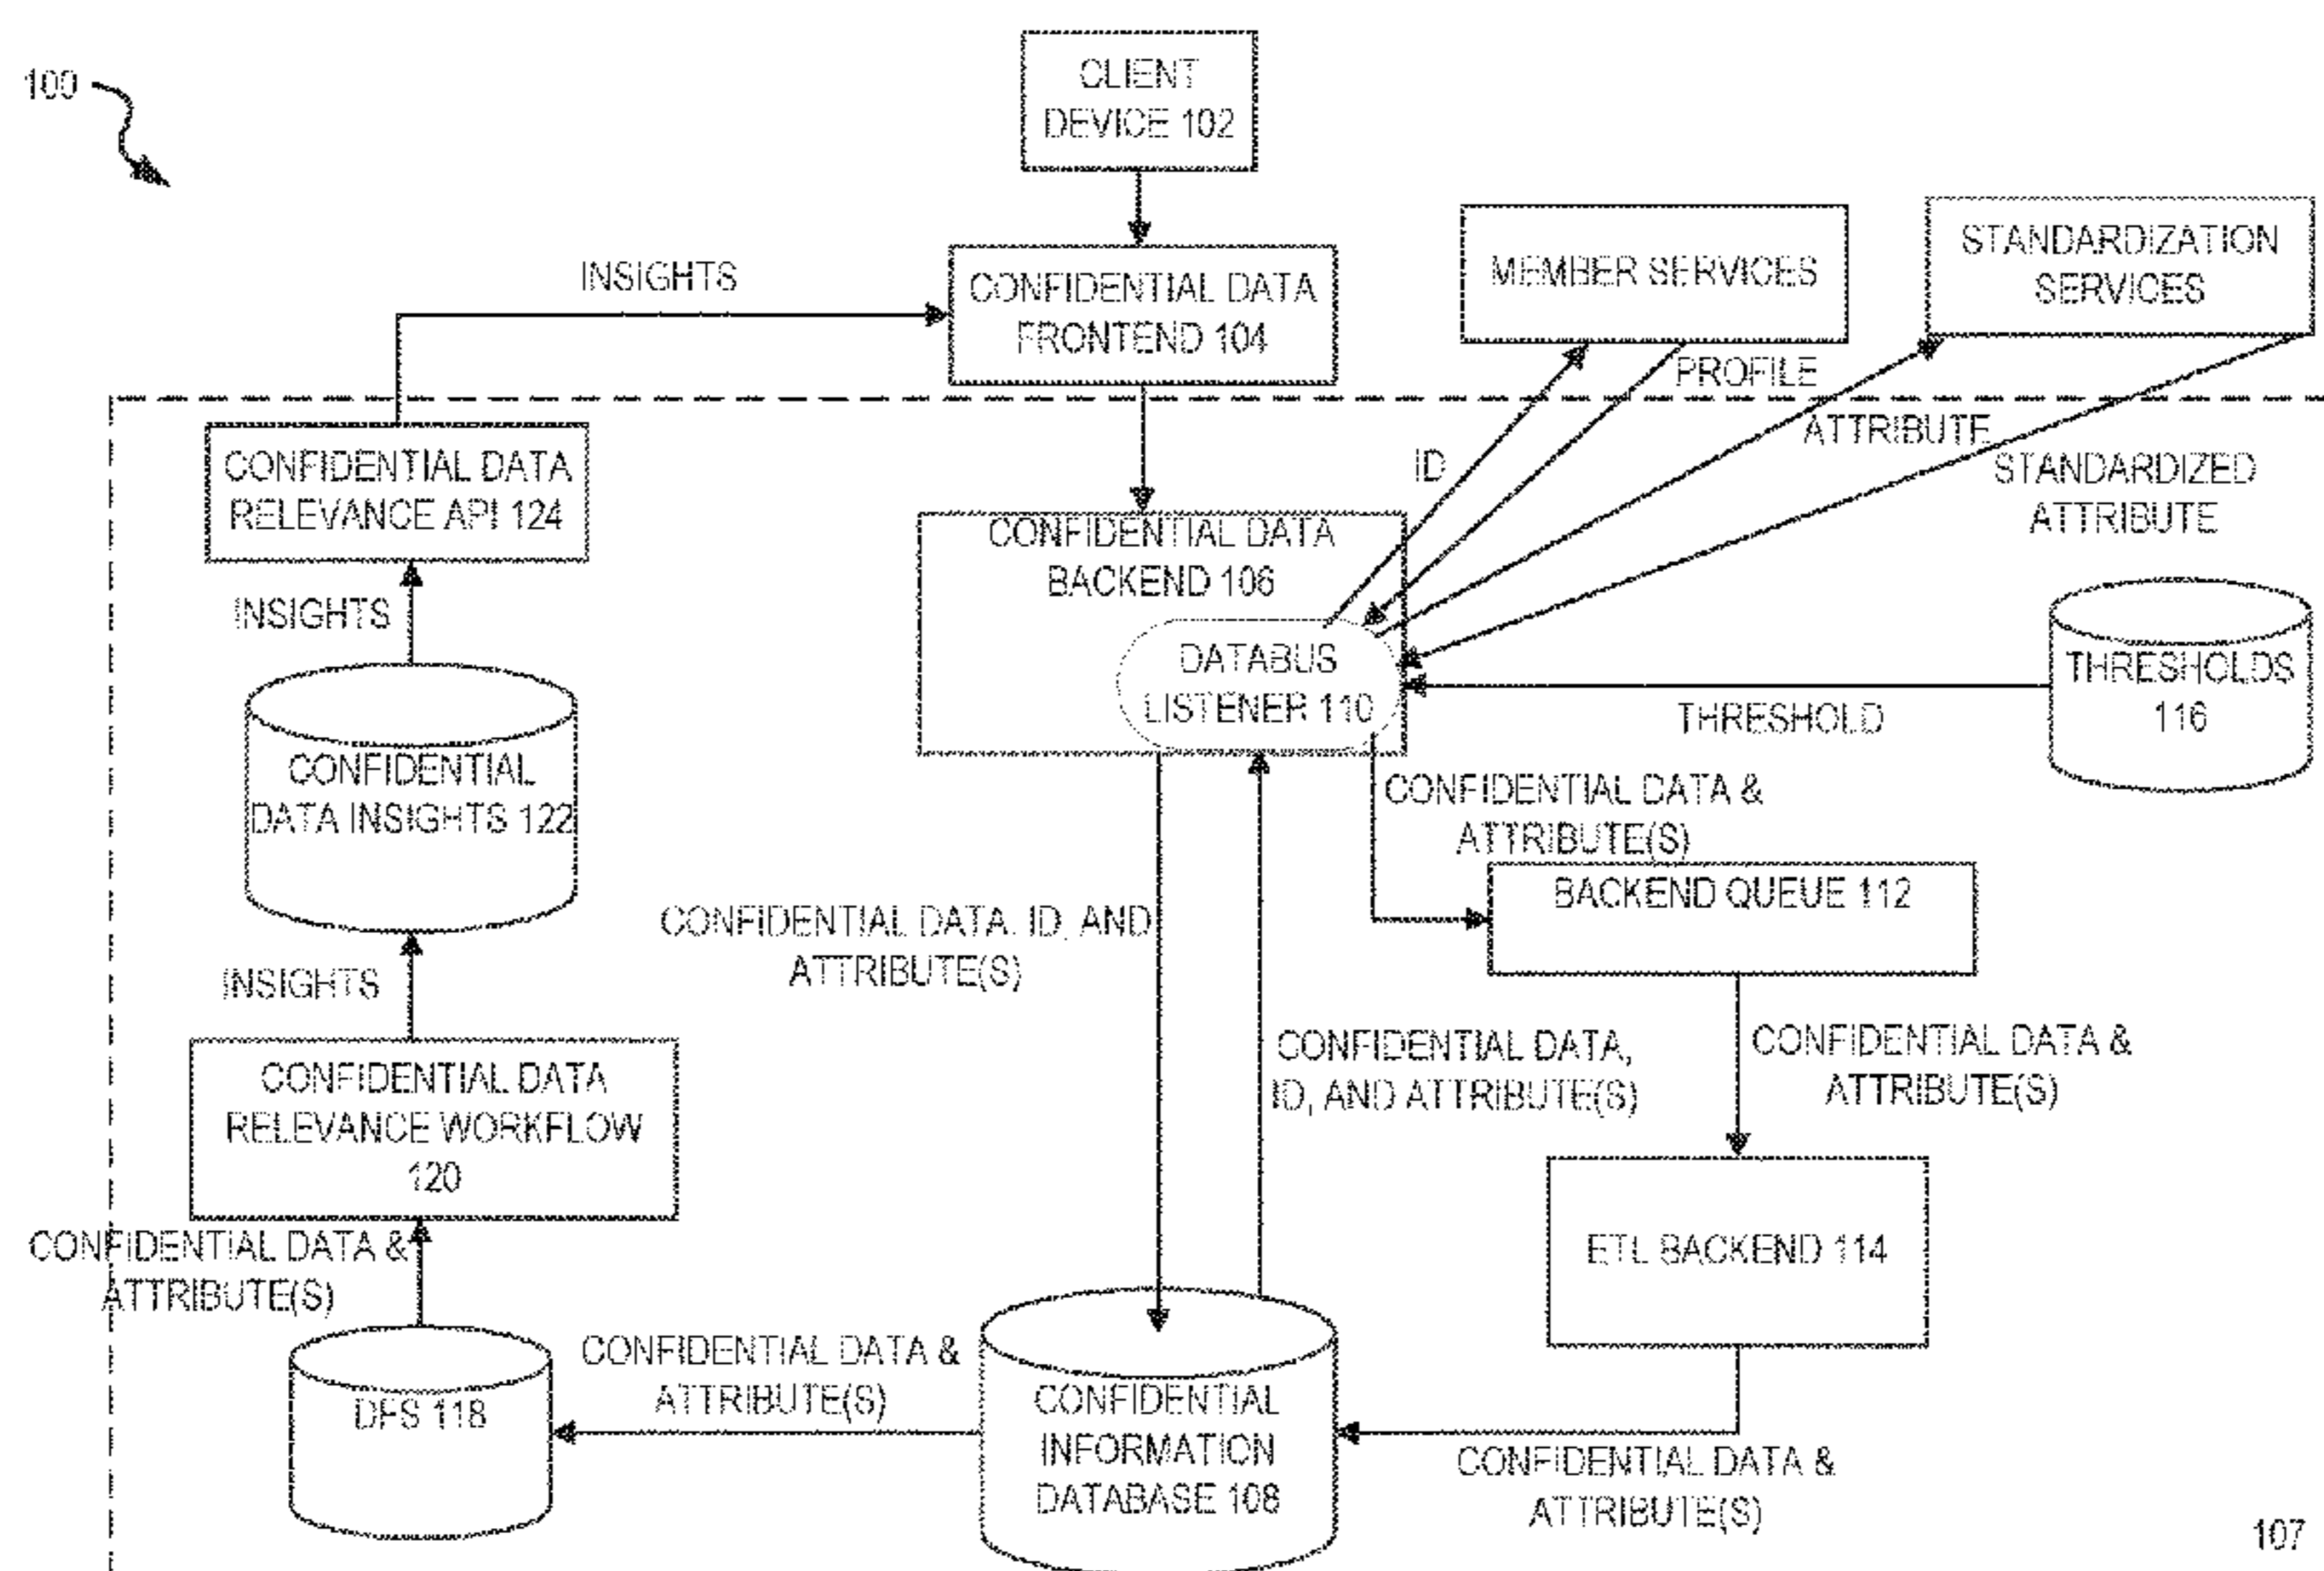 100
CLIENT
DEVICE 102
INSIGHTS
CONFIDENTIAL DATA
FRONTEND 104
MEMBER SERVICES
STANDARDIZATION
SERVICES
PROFILE
ATTRIBUTE
ID
STANDARDIZED
ATTRIBUTE
CONFIDENTIAL DATA
RELEVANCE API 124
CONFIDENTIAL DATA
BACKEND 106
INSIGHTS
DATABUS
LISTENER 110
THRESHOLDS
116
THRESHOLD
CONFIDENTIAL
DATA INSIGHTS 122
CONFIDENTIAL DATA &
ATTRIBUTE(S)
BACKEND QUEUE 112
CONFIDENTIAL DATA, ID, AND
ATTRIBUTE(S)
INSIGHTS
CONFIDENTIAL DATA,
ID, AND ATTRIBUTE(S)
CONFIDENTIAL DATA &
ATTRIBUTE(S)
CONFIDENTIAL DATA
RELEVANCE WORKFLOW
120
ETL BACKEND 114
CONFIDENTIAL DATA &
ATTRIBUTE(S)
DFS 118
CONFIDENTIAL DATA &
ATTRIBUTE(S)
CONFIDENTIAL
INFORMATION
DATABASE 108
CONFIDENTIAL DATA &
ATTRIBUTE(S)
107